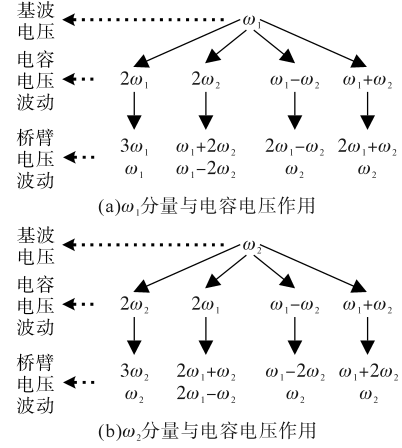 基波
电压
ω₁
电容
电压
波动
2ω₁ 2ω₂ ω₁-ω₂ ω₁+ω₂
桥臂
电压
波动
3ω₁ ω₁+2ω₂ 2ω₁-ω₂ 2ω₁+ω₂
ω₁ ω₁-2ω₂ ω₂ ω₂
(a)ω₁分量与电容电压作用
基波
电压
ω₂
电容
电压
波动
2ω₂ 2ω₁ ω₁-ω₂ ω₁+ω₂
桥臂
电压
波动
3ω₂ 2ω₁+ω₂ ω₁-2ω₂ ω₁+2ω₂
ω₂ 2ω₁-ω₂ ω₂ ω₂
(b)ω₂分量与电容电压作用